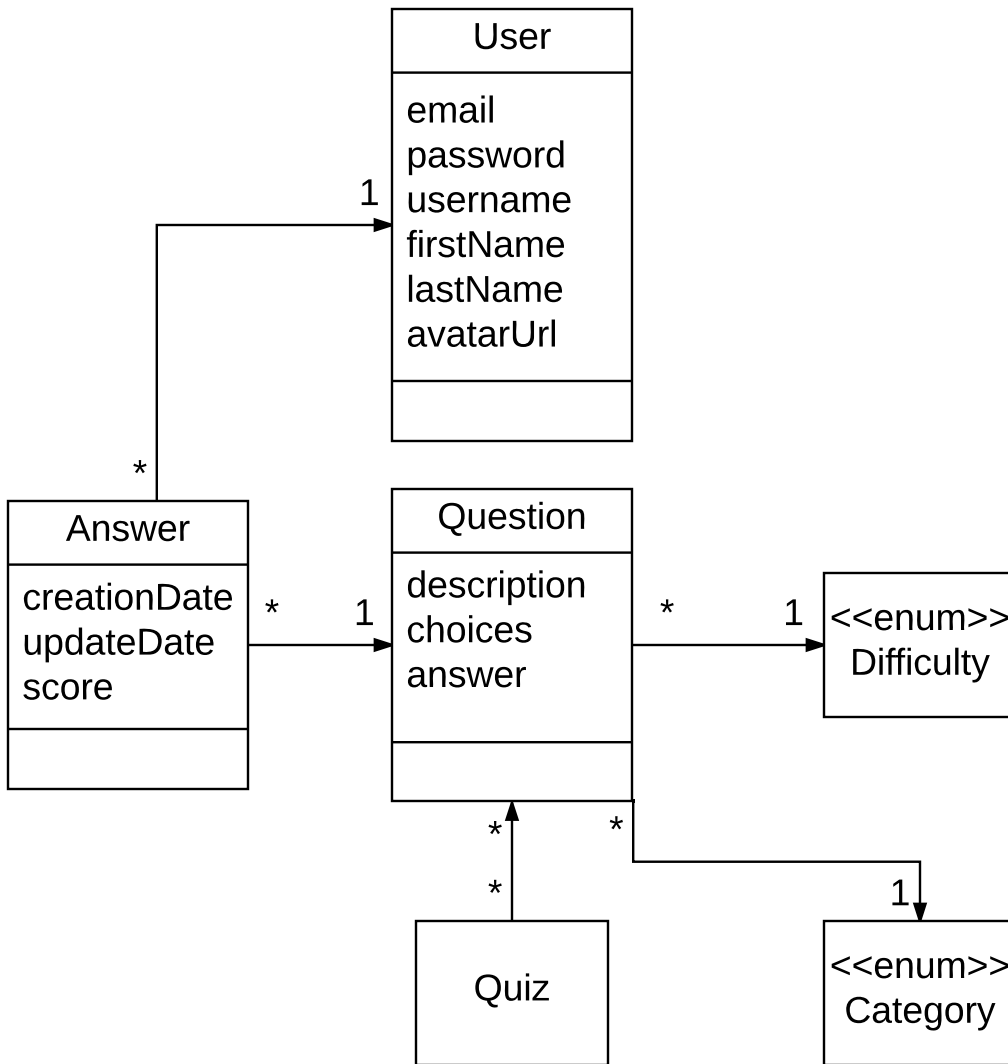 User
email
password
username
firstName
lastName
avatarUrl
1
*
Answer
creationDate
updateDate
score
* 1
Question
description
choices
answer
* 1
<<enum>>
Difficulty
*
*
Quiz
*
1
<<enum>>
Category